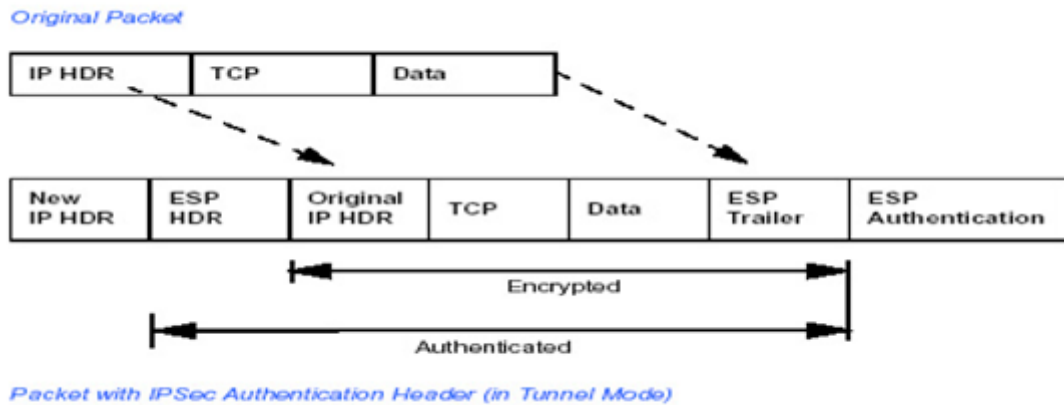 Original Packet
IP HDR TCP Data
New IP HDR ESP HDR Original IP HDR TCP Data ESP Trailer ESP Authentication
Encrypted
Authenticated
Packet with IPSec Authentication Header (in Tunnel Mode)